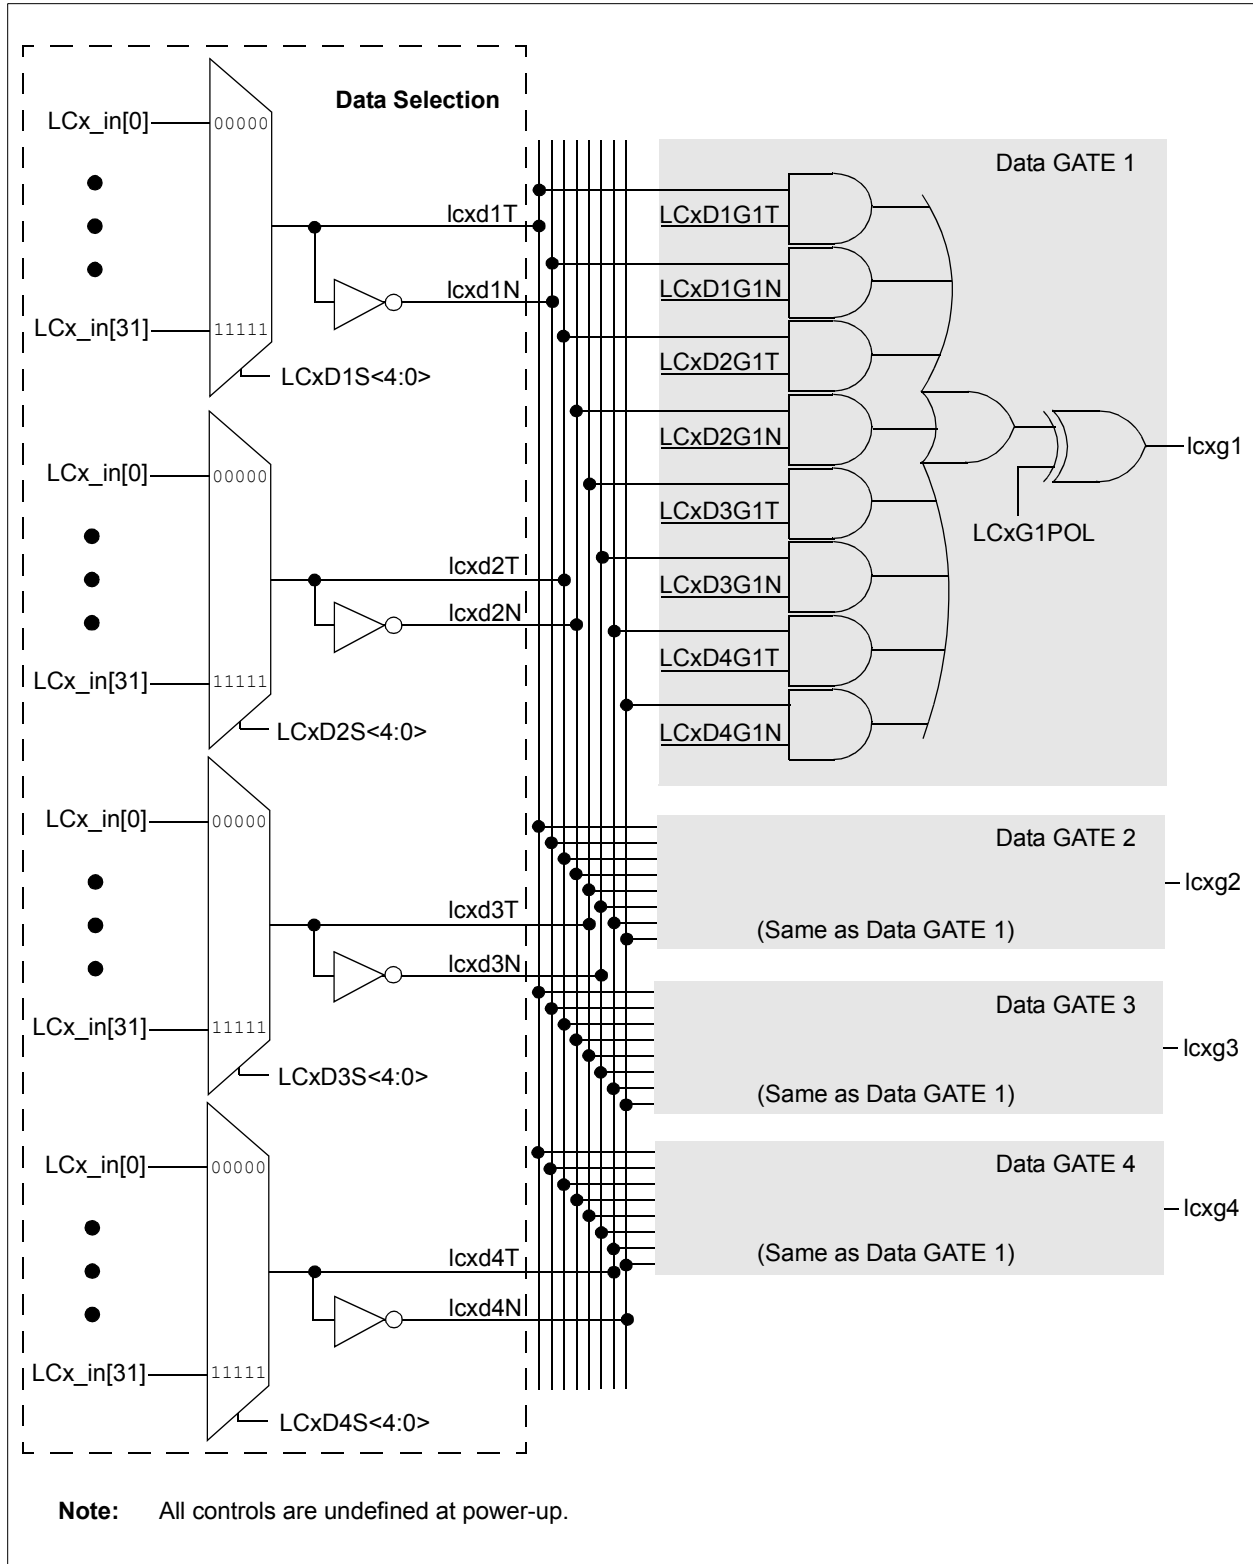 Data Selection
LCx_in[0]
00000
lcxd1T
lcxd1N
LCx_in[31]
11111
LCxD1S<4:0>
LCx_in[0]
00000
lcxd2T
lcxd2N
LCx_in[31]
11111
LCxD2S<4:0>
LCx_in[0]
00000
lcxd3T
lcxd3N
LCx_in[31]
11111
LCxD3S<4:0>
LCx_in[0]
00000
lcxd4T
lcxd4N
LCx_in[31]
11111
LCxD4S<4:0>
Data GATE 1
LCxD1G1T
LCxD1G1N
LCxD2G1T
LCxD2G1N
LCxD3G1T
LCxD3G1N
LCxD4G1T
LCxD4G1N
LCxG1POL
lcxg1
Data GATE 2
(Same as Data GATE 1)
lcxg2
Data GATE 3
(Same as Data GATE 1)
lcxg3
Data GATE 4
(Same as Data GATE 1)
lcxg4
Note: All controls are undefined at power-up.